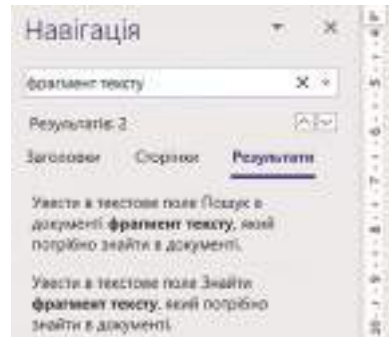 Навігація
фрагмент тексту
Результатів: 2
Заголовки Сторінки Результати
Увести в текстове поле Пошук в
документі фрагмент тексту, який
потрібно знайти в документі.
Увести в текстове поле Знайти
фрагмент тексту, який потрібно
знайти в документі.